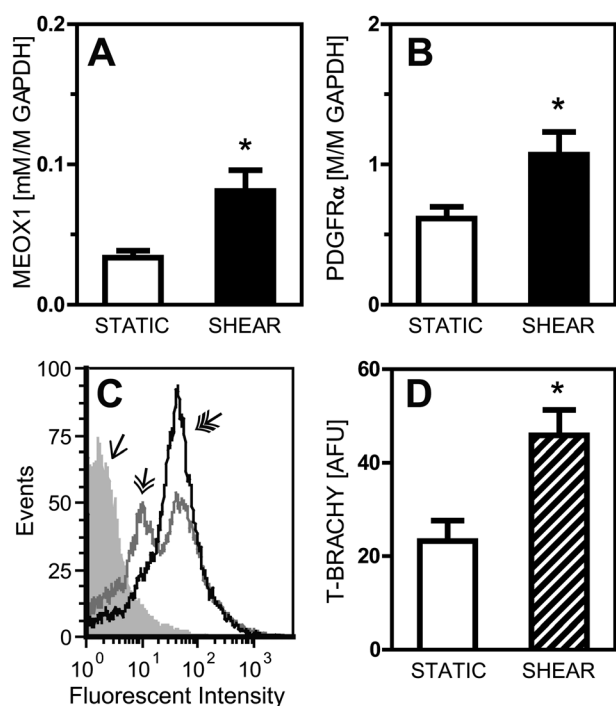 A
MEOX1 [mM/M GAPDH]
0.2
0.1
0.0
*
STATIC SHEAR
B
PDGFRα [M/M GAPDH]
2
1
0
*
STATIC SHEAR
C
Events
100
75
50
25
0
10⁰ 10¹ 10² 10³
Fluorescent Intensity
D
T-BRACHY [AFU]
60
40
20
0
*
STATIC SHEAR